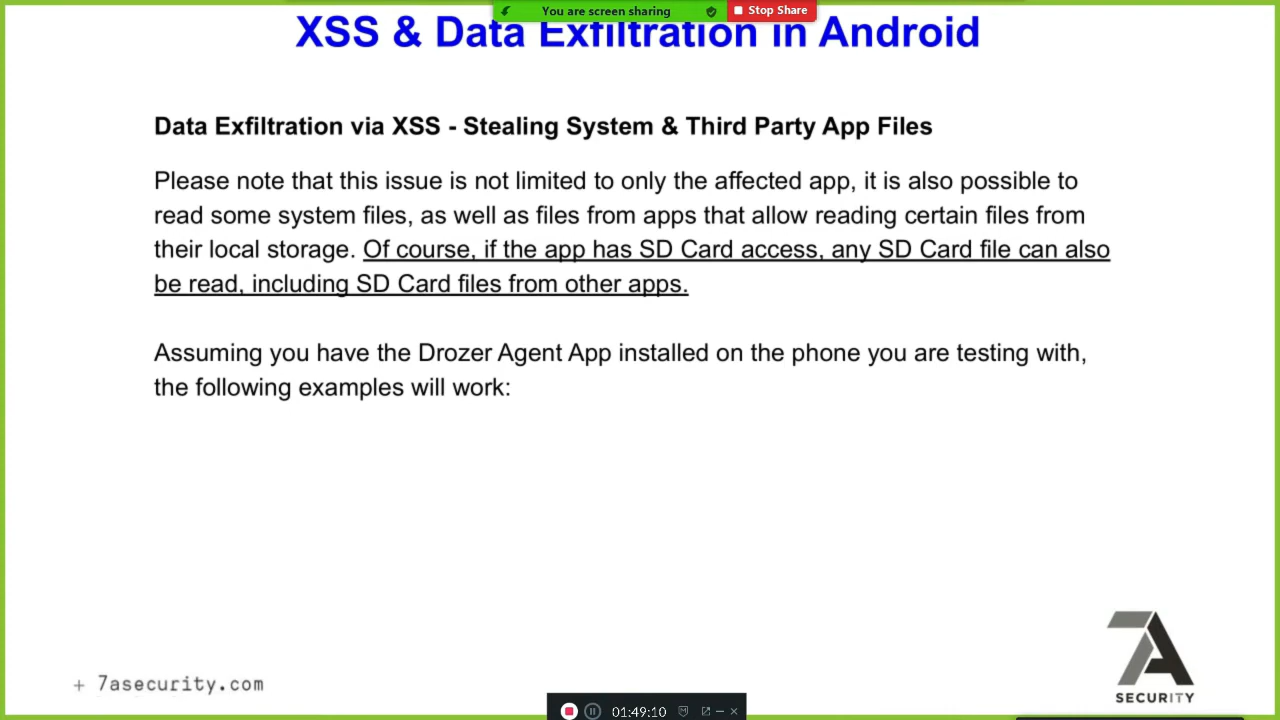 You are screen sharing
Stop Share
XSS & Data Exfiltration in Android
Data Exfiltration via XSS - Stealing System & Third Party App Files
Please note that this issue is not limited to only the affected app, it is also possible to
read some system files, as well as files from apps that allow reading certain files from
their local storage. Of course, if the app has SD Card access, any SD Card file can also
be read, including SD Card files from other apps.
Assuming you have the Drozer Agent App installed on the phone you are testing with,
the following examples will work:
+ 7asecurity.com
7A
SECURITY
01:49:10